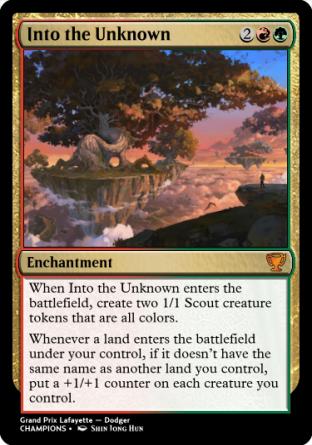 Into the Unknown 2
Enchantment
When Into the Unknown enters the
battlefield, create two 1/1 Scout creature
tokens that are all colors.
Whenever a land enters the battlefield
under your control, if it doesn't have the
same name as another land you control,
put a +1/+1 counter on each creature you
control.
Grand Prix Lafayette — Dodger
CHAMPIONS • Shin Jong Hun